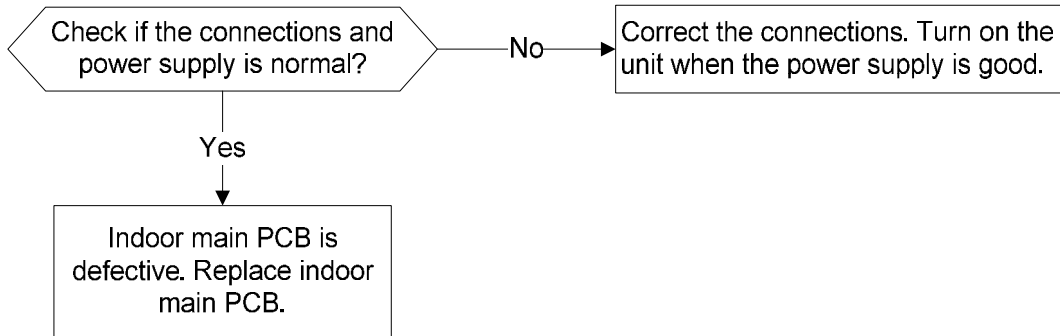 Check if the connections and
power supply is normal?
No
Correct the connections. Turn on the
unit when the power supply is good.
Yes
Indoor main PCB is
defective. Replace indoor
main PCB.